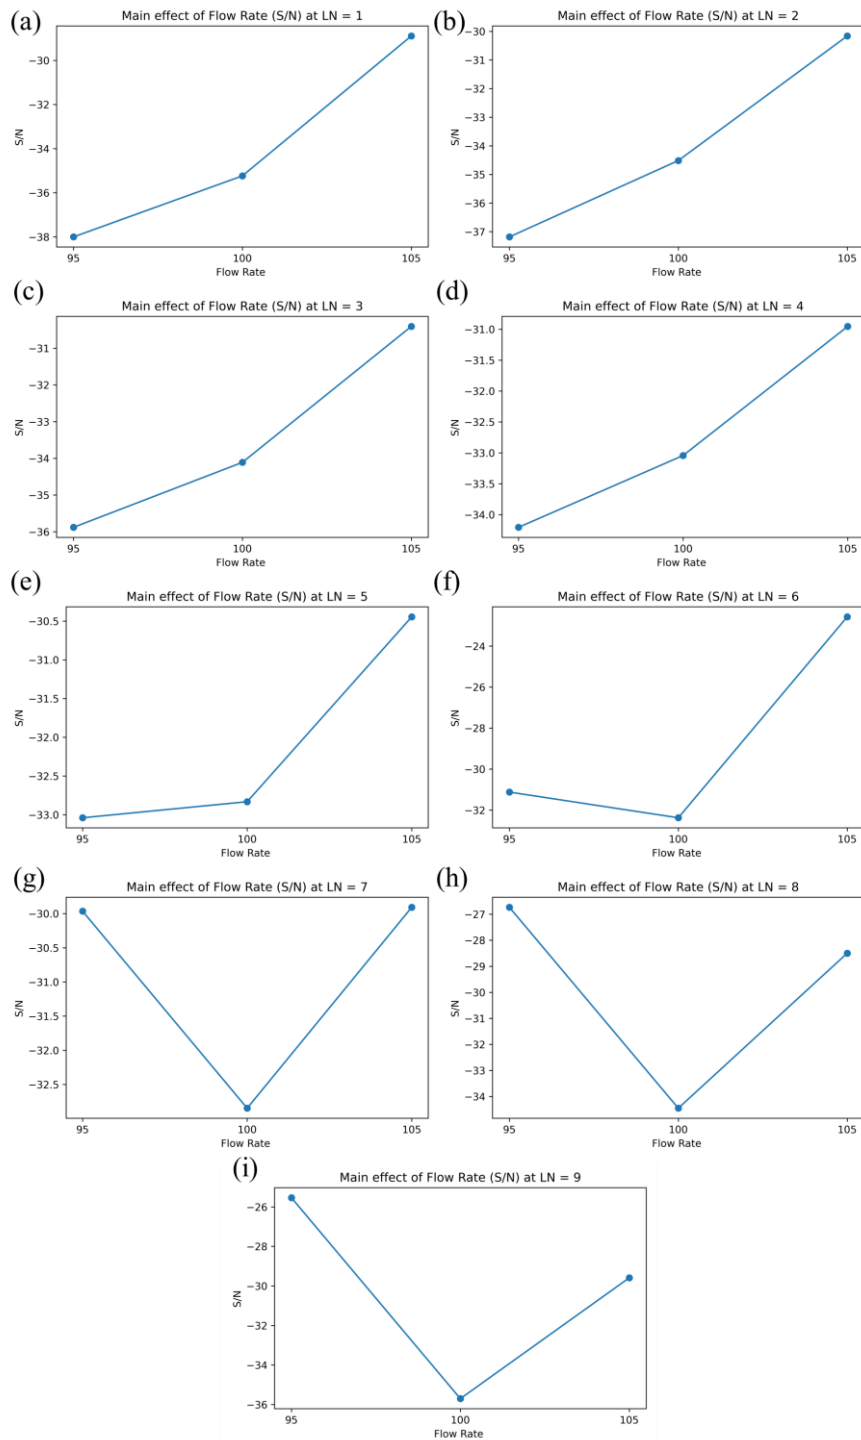 (a)
Main effect of Flow Rate (S/N) at LN = 1
−30
−32
−34
−36
−38
S/N
95 100 105
Flow Rate
(b)
Main effect of Flow Rate (S/N) at LN = 2
−30
−31
−32
−33
−34
−35
−36
−37
S/N
95 100 105
Flow Rate
(c)
Main effect of Flow Rate (S/N) at LN = 3
−31
−32
−33
−34
−35
−36
S/N
95 100 105
Flow Rate
(d)
Main effect of Flow Rate (S/N) at LN = 4
−31.0
−31.5
−32.0
−32.5
−33.0
−33.5
−34.0
S/N
95 100 105
Flow Rate
(e)
Main effect of Flow Rate (S/N) at LN = 5
−30.5
−31.0
−31.5
−32.0
−32.5
−33.0
S/N
95 100 105
Flow Rate
(f)
Main effect of Flow Rate (S/N) at LN = 6
−24
−26
−28
−30
−32
S/N
95 100 105
Flow Rate
(g)
Main effect of Flow Rate (S/N) at LN = 7
−30.0
−30.5
−31.0
−31.5
−32.0
−32.5
S/N
95 100 105
Flow Rate
(h)
Main effect of Flow Rate (S/N) at LN = 8
−27
−28
−29
−30
−31
−32
−33
−34
S/N
95 100 105
Flow Rate
(i)
Main effect of Flow Rate (S/N) at LN = 9
−26
−28
−30
−32
−34
−36
S/N
95 100 105
Flow Rate